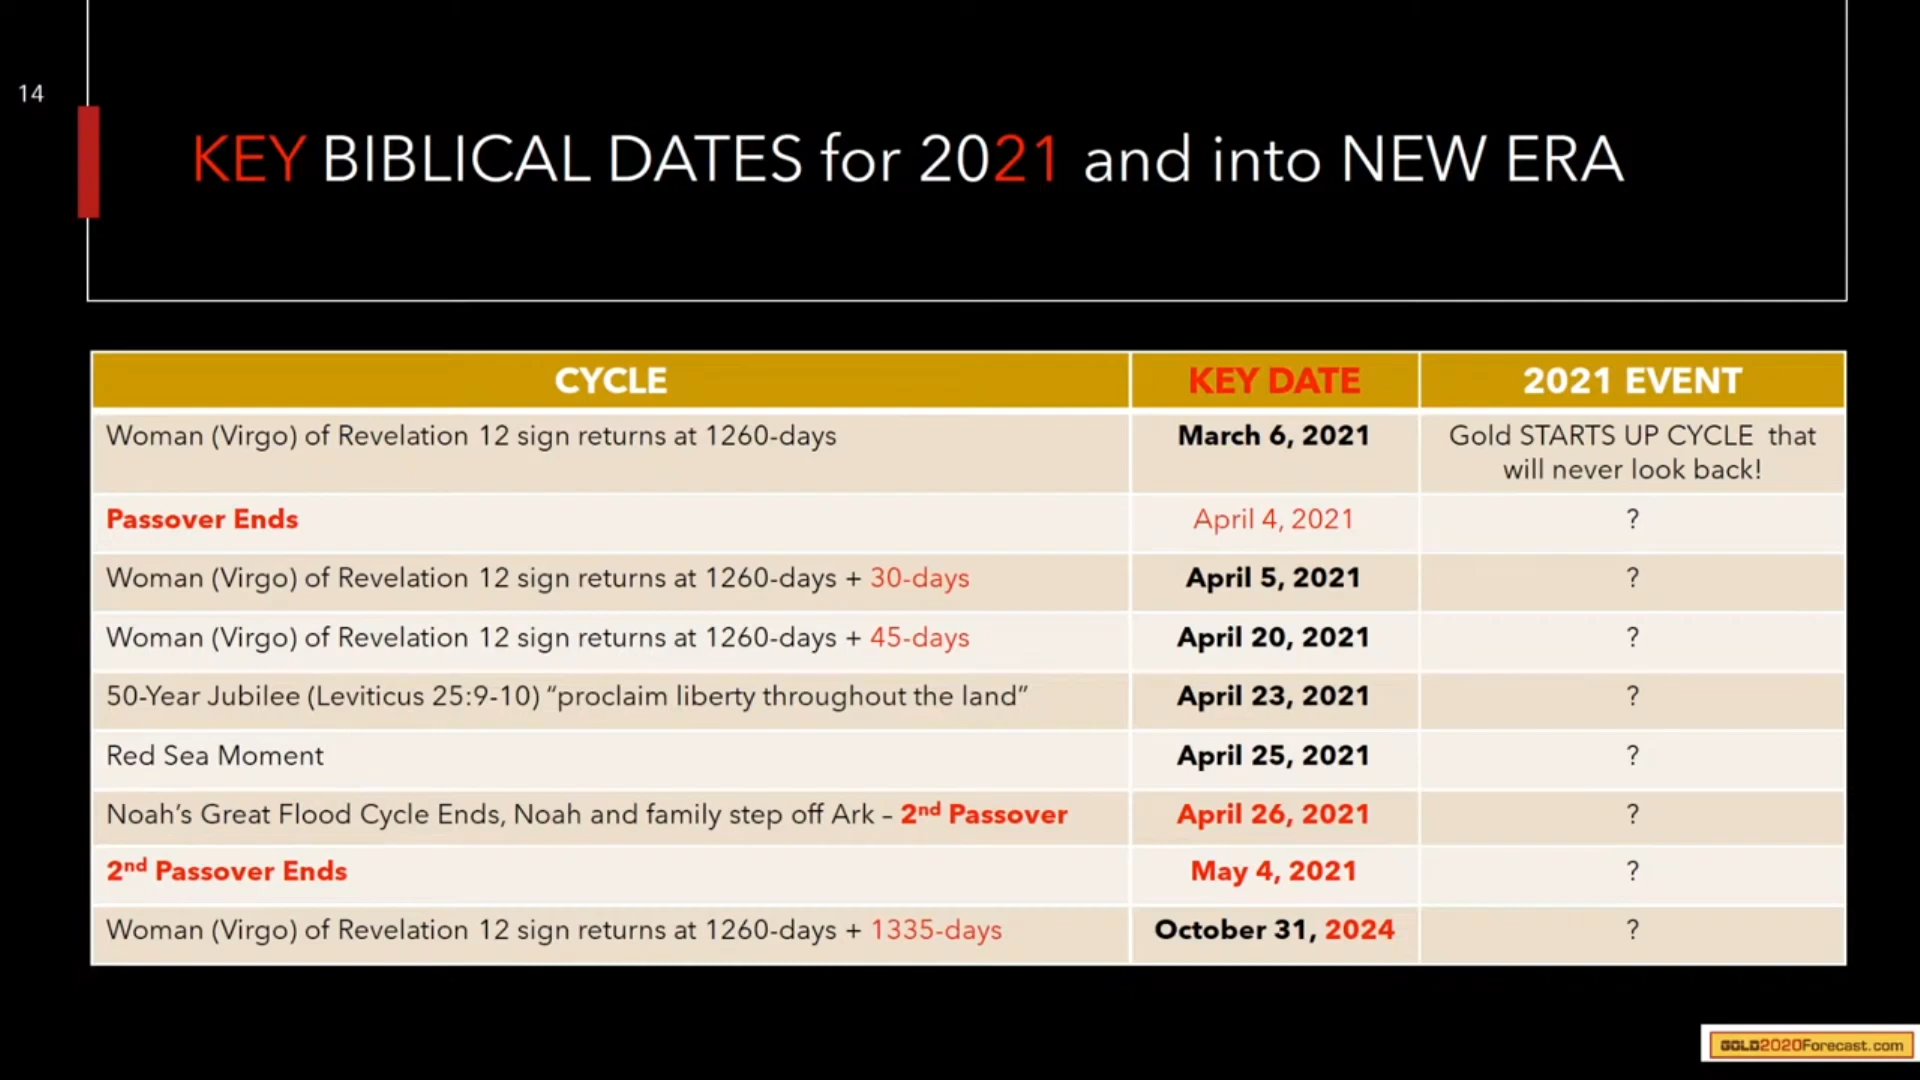 14
KEY BIBLICAL DATES for 2021 and into NEW ERA
CYCLE KEY DATE 2021 EVENT
Woman (Virgo) of Revelation 12 sign returns at 1260-days March 6, 2021 Gold STARTS UP CYCLE that
will never look back!
Passover Ends April 4, 2021 ?
Woman (Virgo) of Revelation 12 sign returns at 1260-days + 30-days April 5, 2021 ?
Woman (Virgo) of Revelation 12 sign returns at 1260-days + 45-days April 20, 2021 ?
50-Year Jubilee (Leviticus 25:9-10) “proclaim liberty throughout the land” April 23, 2021 ?
Red Sea Moment April 25, 2021 ?
Noah’s Great Flood Cycle Ends, Noah and family step off Ark – 2nd Passover April 26, 2021 ?
2nd Passover Ends May 4, 2021 ?
Woman (Virgo) of Revelation 12 sign returns at 1260-days + 1335-days October 31, 2024 ?
GOLD2020Forecast.com